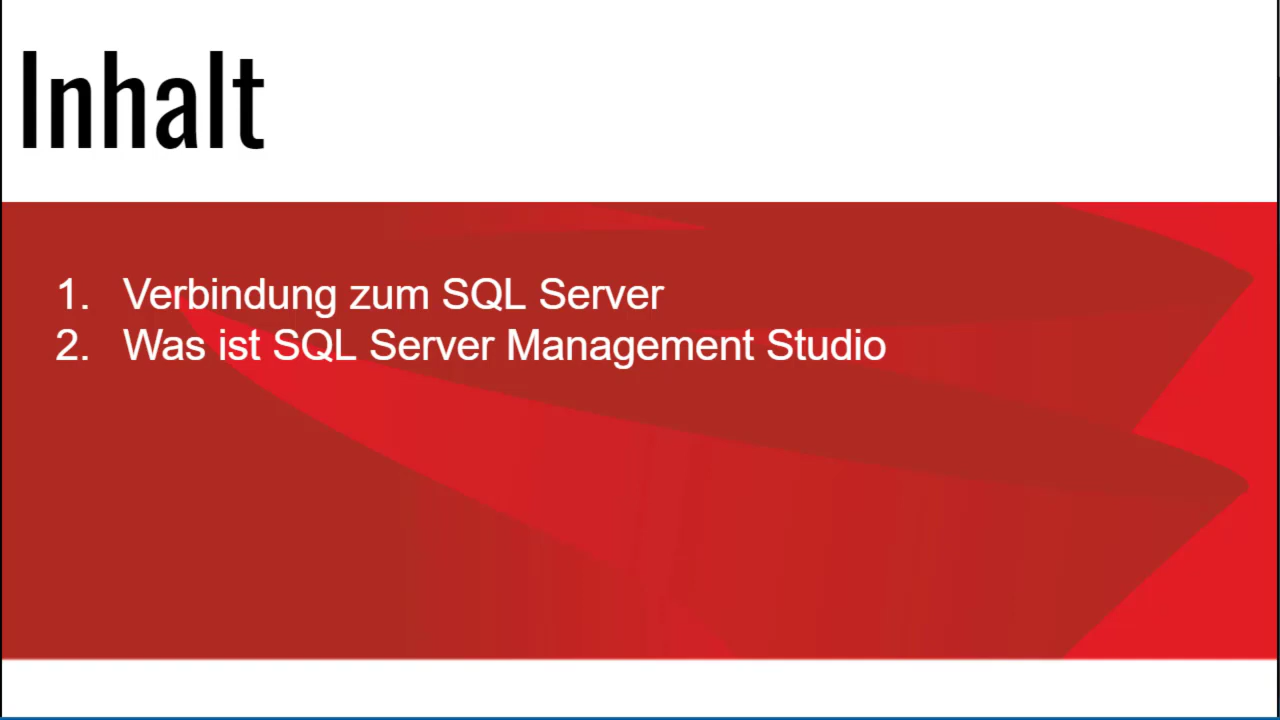 Inhalt
1. Verbindung zum SQL Server
2. Was ist SQL Server Management Studio